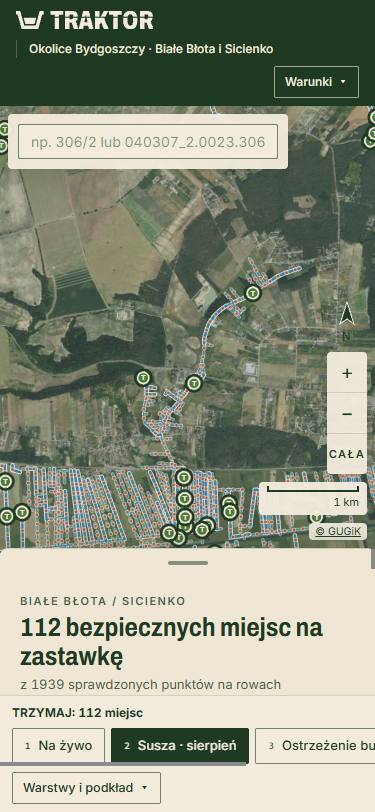 TRAKTOR
Okolice Bydgoszczy · Białe Błota i Sicienko
Warunki
np. 306/2 lub 040307_2.0023.306
N
+
−
CAŁA
1 km
© GUGiK
BIAŁE BŁOTA / SICIENKO
112 bezpiecznych miejsc na
zastawkę
z 1939 sprawdzonych punktów na rowach
TRZYMAJ: 112 miejsc
1 Na żywo
2 Susza · sierpień
3 Ostrzeżenie bu
Warstwy i podkład